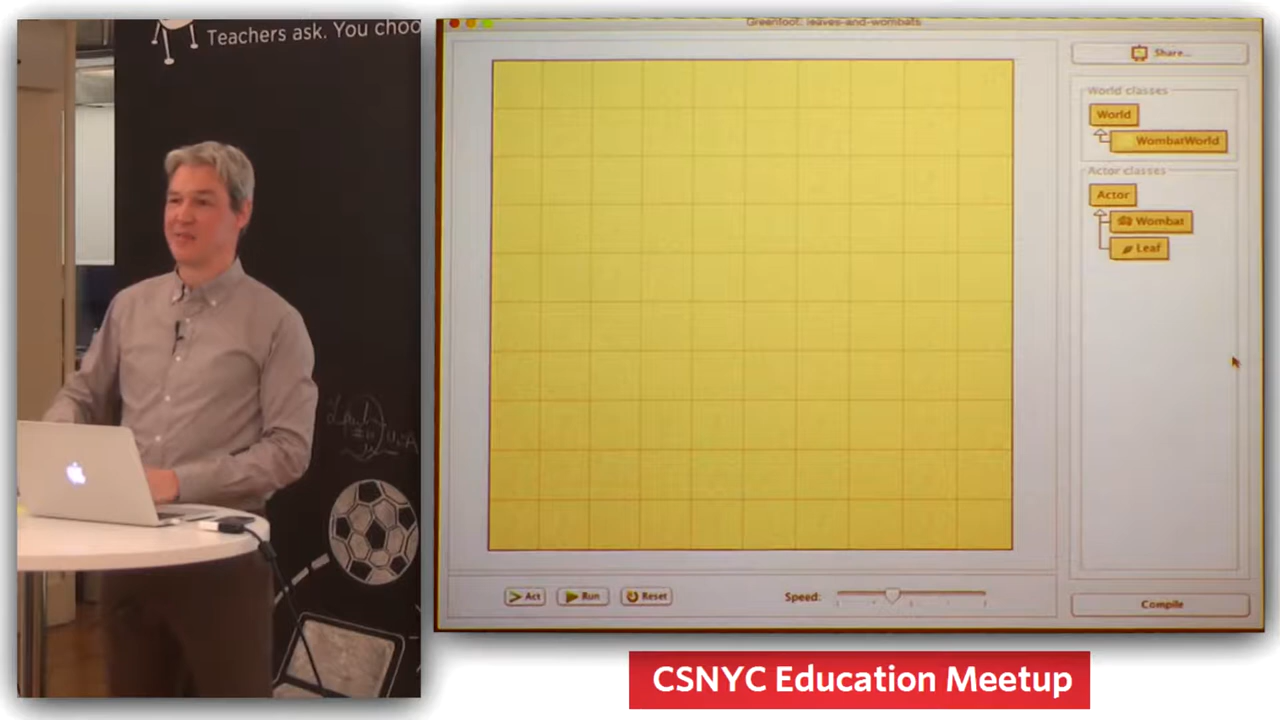 Teachers ask. You choo
Greenfoot: leaves-and-wombats
Share...
World classes
World
WombatWorld
Actor classes
Actor
Wombat
Leaf
Act
Run
Reset
Speed:
Compile
CSNYC Education Meetup